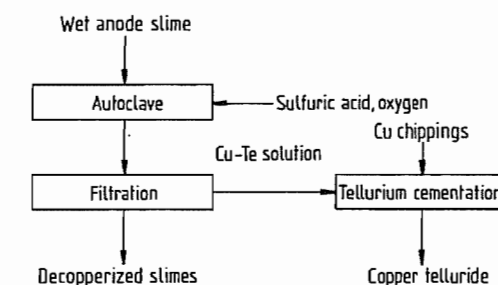 Wet anode slime
Autoclave
Sulfuric acid, oxygen
Cu chippings
Cu-Te solution
Filtration
Tellurium cementation
Decopperized slimes
Copper telluride